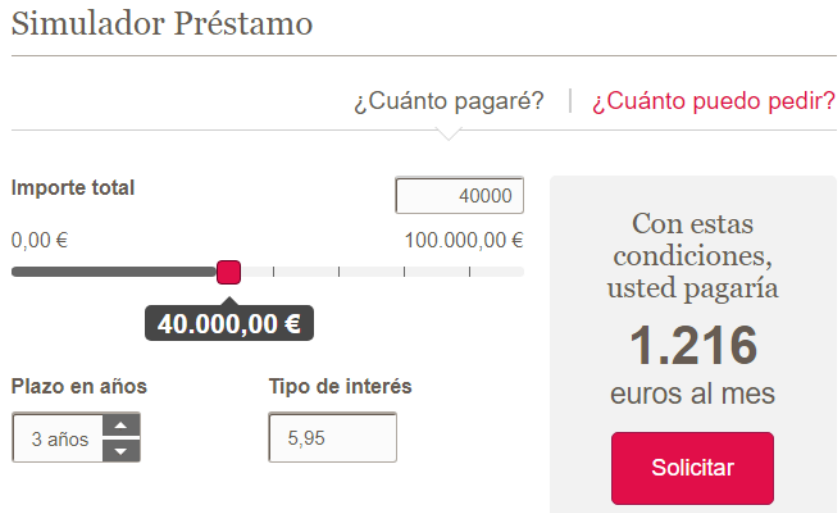 Simulador Préstamo
¿Cuánto pagaré? | ¿Cuánto puedo pedir?
Importe total
40000
0,00 €
100.000,00 €
40.000,00 €
Plazo en años
Tipo de interés
3 años
5,95
Con estas
condiciones,
usted pagaría
1.216
euros al mes
Solicitar